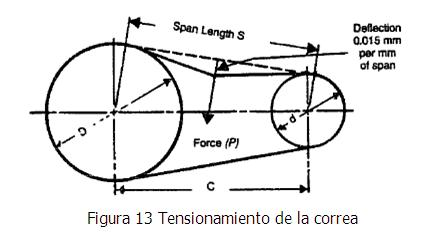 Span Length S
Deflection
0.015 mm
per mm
of span
D
d
Force (P)
C
Figura 13 Tensionamiento de la correa